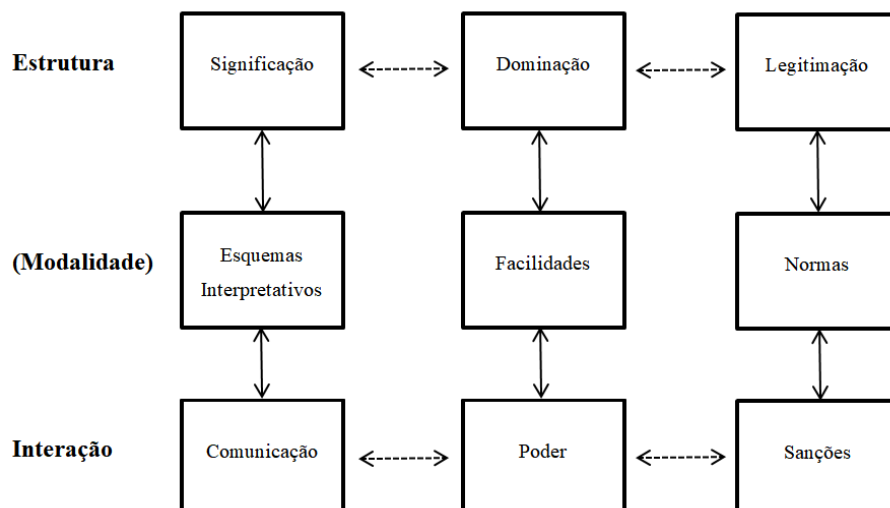 Estrutura
Significação
Dominação
Legitimação
(Modalidade)
Esquemas
Interpretativos
Facilidades
Normas
Interação
Comunicação
Poder
Sanções